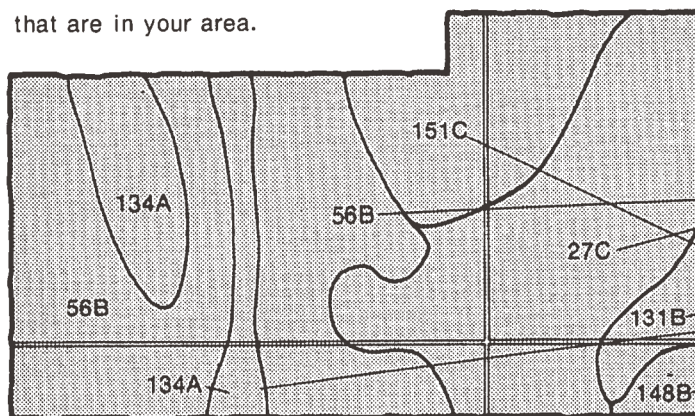 that are in your area.
151C
134A
56B
27C
56B
131B
134A
148B